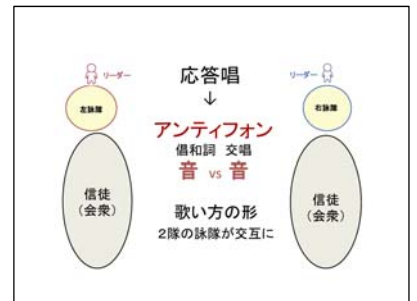 リーダー
左詠隊
信徒
(会衆)
応答唱
↓
アンティフォン
倡和詞 交唱
音 vs 音
歌い方の形
2隊の詠隊が交互に
リーダー
右詠隊
信徒
(会衆)